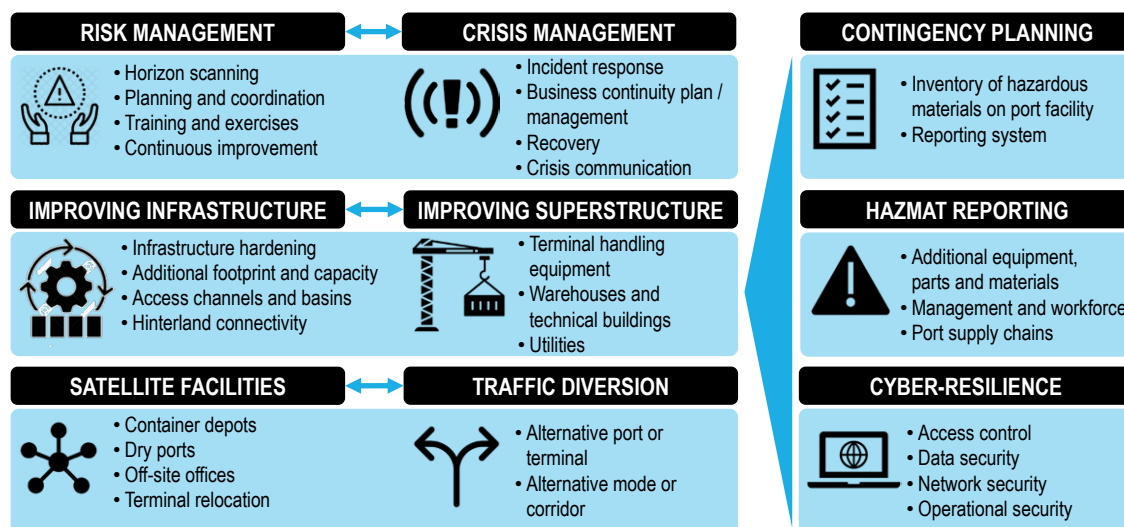 RISK MANAGEMENT
• Horizon scanning
• Planning and coordination
• Training and exercises
• Continuous improvement
CRISIS MANAGEMENT
• Incident response
• Business continuity plan /
management
• Recovery
• Crisis communication
CONTINGENCY PLANNING
• Inventory of hazardous
materials on port facility
• Reporting system
IMPROVING INFRASTRUCTURE
• Infrastructure hardening
• Additional footprint and capacity
• Access channels and basins
• Hinterland connectivity
IMPROVING SUPERSTRUCTURE
• Terminal handling
equipment
• Warehouses and
technical buildings
• Utilities
HAZMAT REPORTING
• Additional equipment,
parts and materials
• Management and workforce
• Port supply chains
SATELLITE FACILITIES
• Container depots
• Dry ports
• Off-site offices
• Terminal relocation
TRAFFIC DIVERSION
• Alternative port or
terminal
• Alternative mode or
corridor
CYBER-RESILIENCE
• Access control
• Data security
• Network security
• Operational security